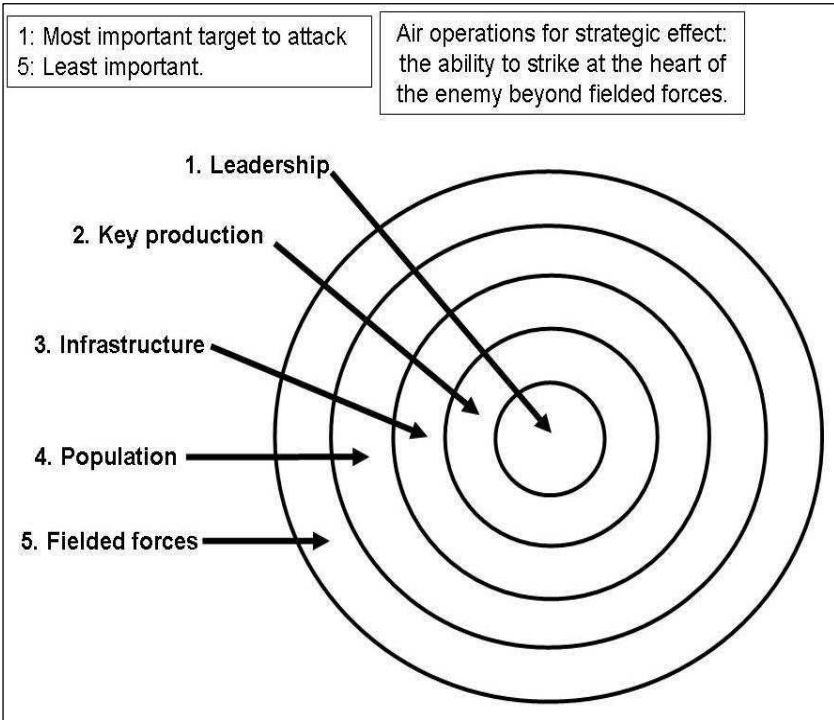 1: Most important target to attack
5: Least important.
Air operations for strategic effect:
the ability to strike at the heart of
the enemy beyond fielded forces.
1. Leadership
2. Key production
3. Infrastructure
4. Population
5. Fielded forces